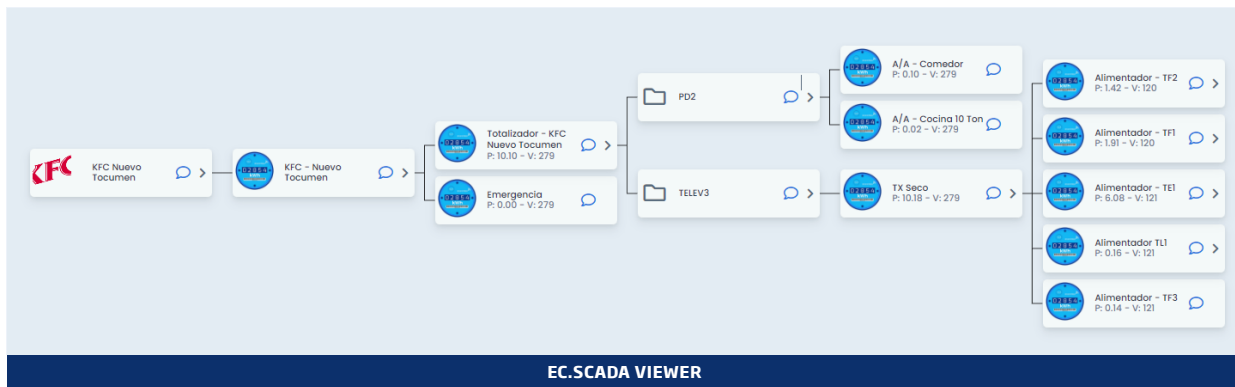 KFC
KFC Nuevo
Tocumen
KFC - Nuevo
Tocumen
Totalizador - KFC
Nuevo Tocumen
P: 10.10 - V: 279
Emergencia
P: 0.00 - V: 279
PD2
TELEV3
A/A - Comedor
P: 0.10 - V: 279
A/A - Cocina 10 Ton
P: 0.02 - V: 279
TX Seco
P: 10.18 - V: 279
Alimentador - TF2
P: 1.42 - V: 120
Alimentador - TF1
P: 1.91 - V: 120
Alimentador - TE1
P: 6.08 - V: 121
Alimentador TL1
P: 0.16 - V: 121
Alimentador - TF3
P: 0.14 - V: 121
EC.SCADA VIEWER